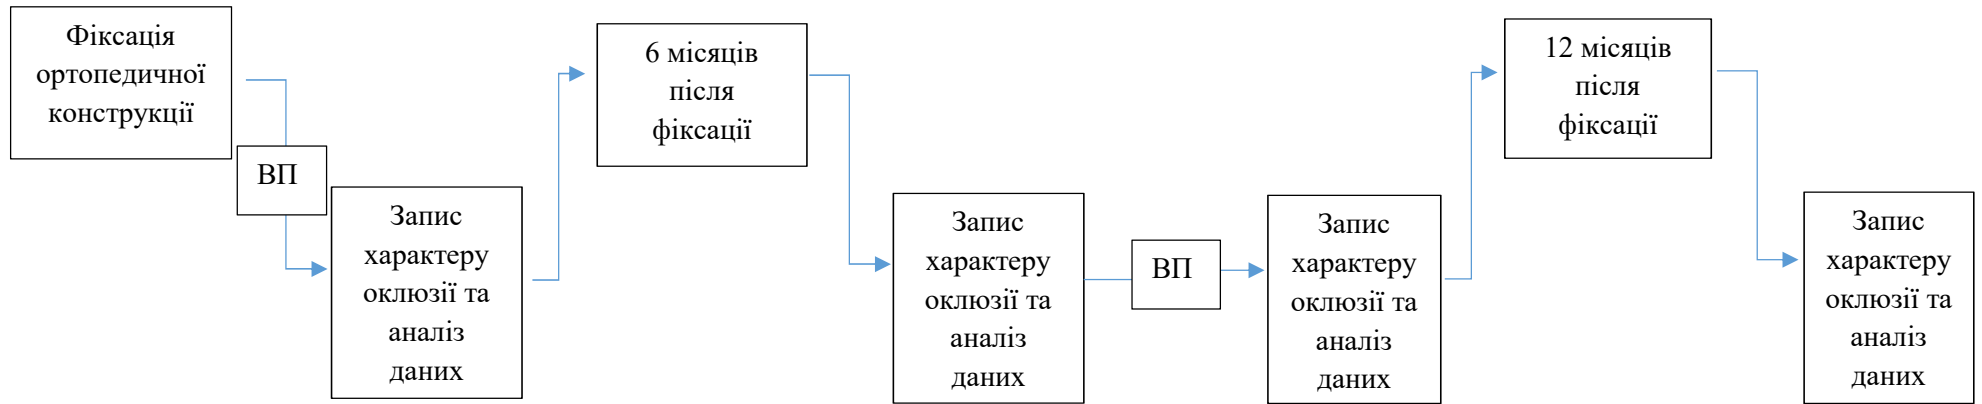 Фіксація
ортопедичної
конструкції
ВП
Запис
характеру
оклюзії та
аналіз
даних
6 місяців
після
фіксації
Запис
характеру
оклюзії та
аналіз
даних
ВП
Запис
характеру
оклюзії та
аналіз
даних
12 місяців
після
фіксації
Запис
характеру
оклюзії та
аналіз
даних